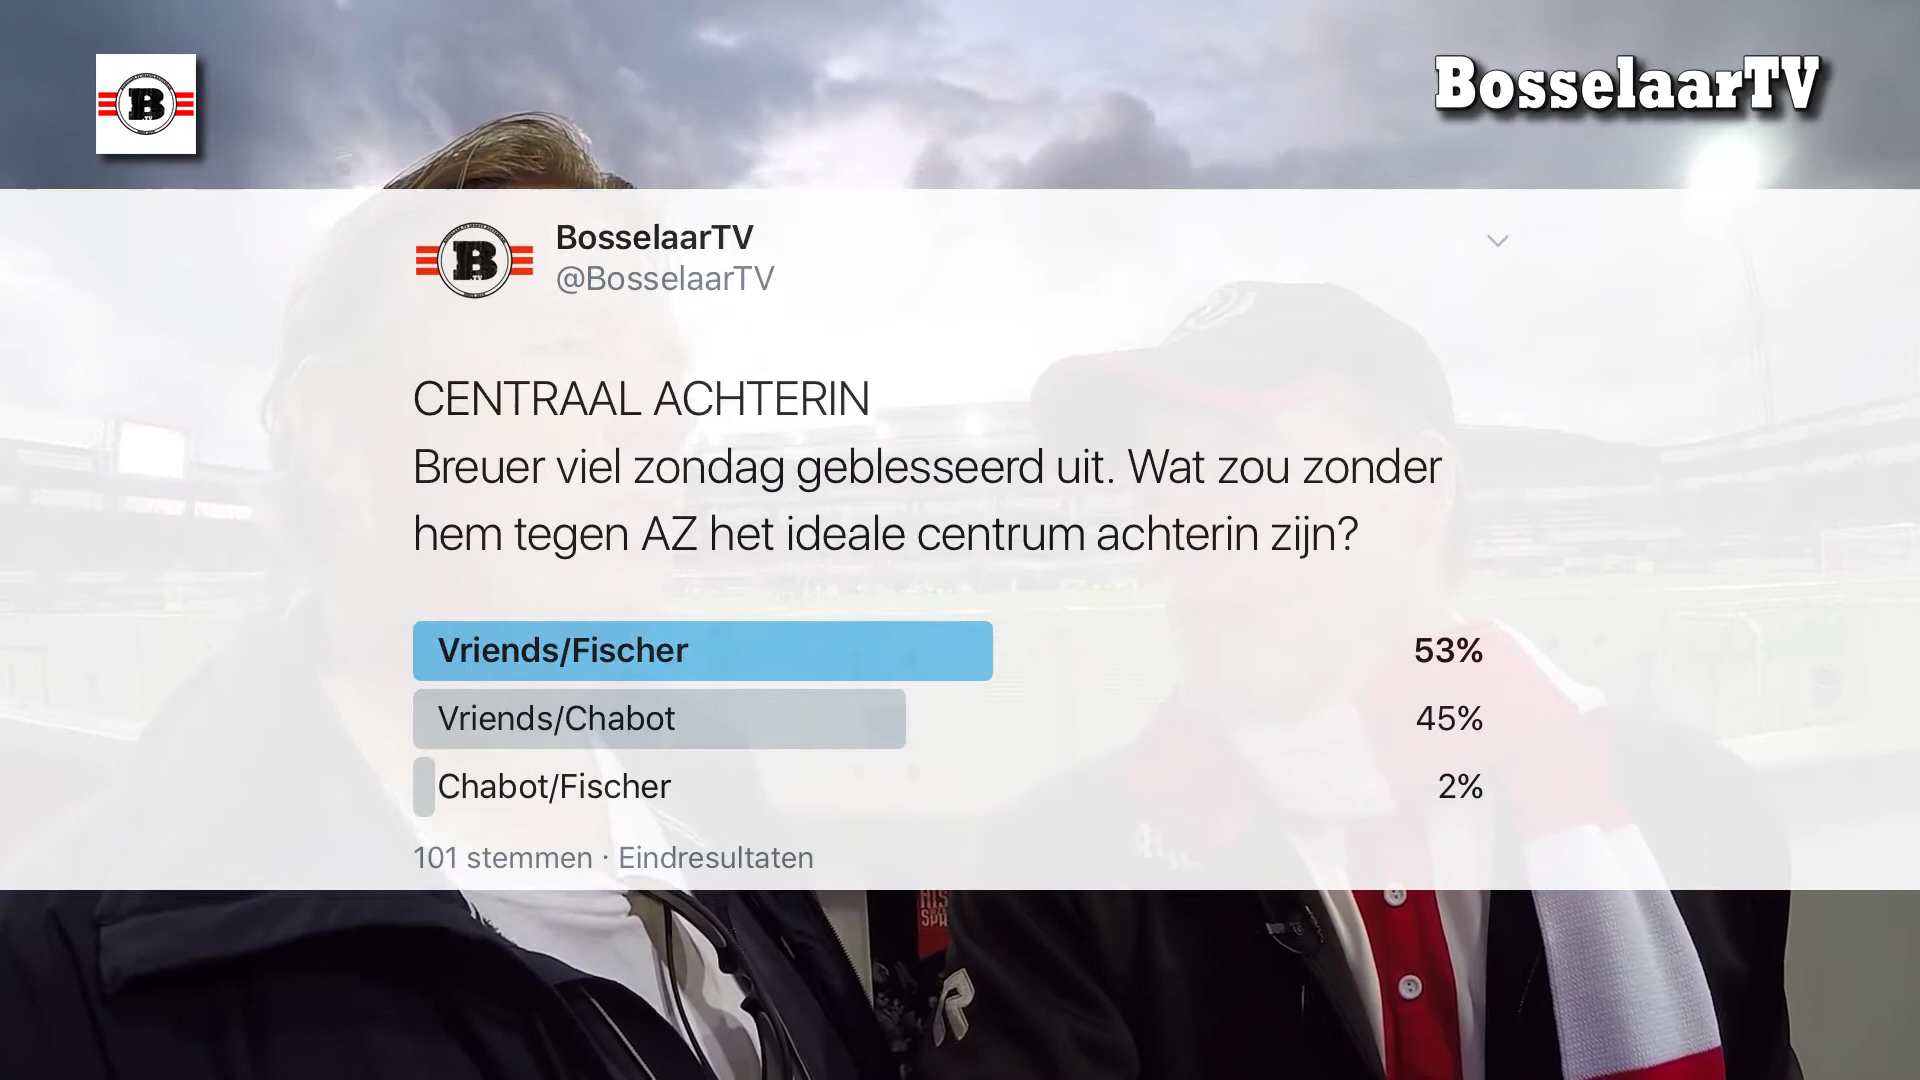 B
BosselaarTV
B
BosselaarTV
@BosselaarTV
CENTRAAL ACHTERIN
Breuer viel zondag geblesseerd uit. Wat zou zonder
hem tegen AZ het ideale centrum achterin zijn?
Vriends/Fischer 53%
Vriends/Chabot 45%
Chabot/Fischer 2%
101 stemmen · Eindresultaten